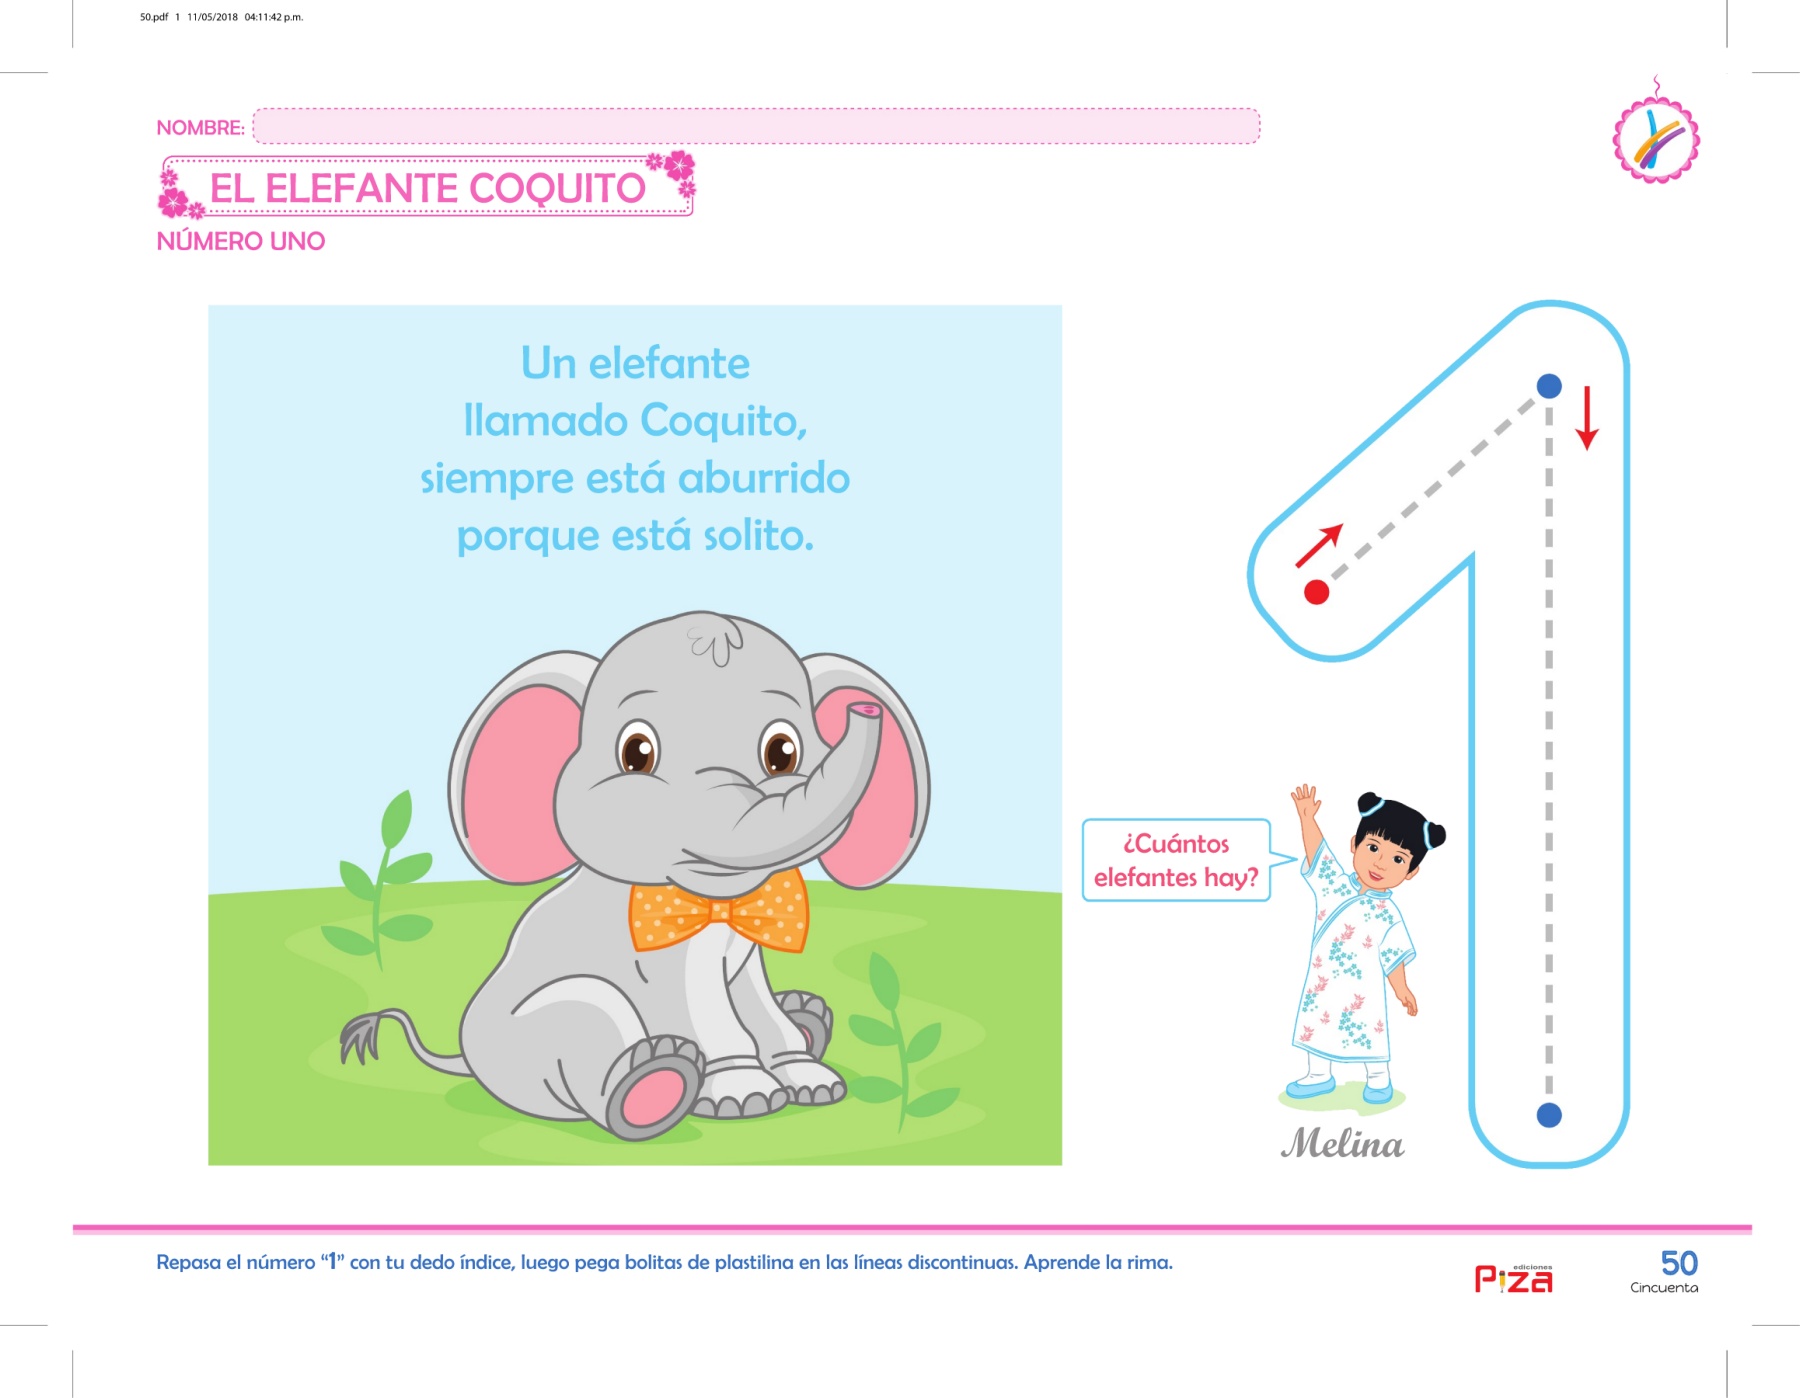 50.pdf 1 11/05/2018 04:11:42 p.m.
NOMBRE:
EL ELEFANTE COQUITO
NÚMERO UNO
Un elefante
llamado Coquito,
siempre está aburrido
porque está solito.
1
¿Cuántos
elefantes hay?
Melina
Repasa el número “1” con tu dedo índice, luego pega bolitas de plastilina en las líneas discontinuas. Aprende la rima.
ediciones
Piza
50
Cincuenta